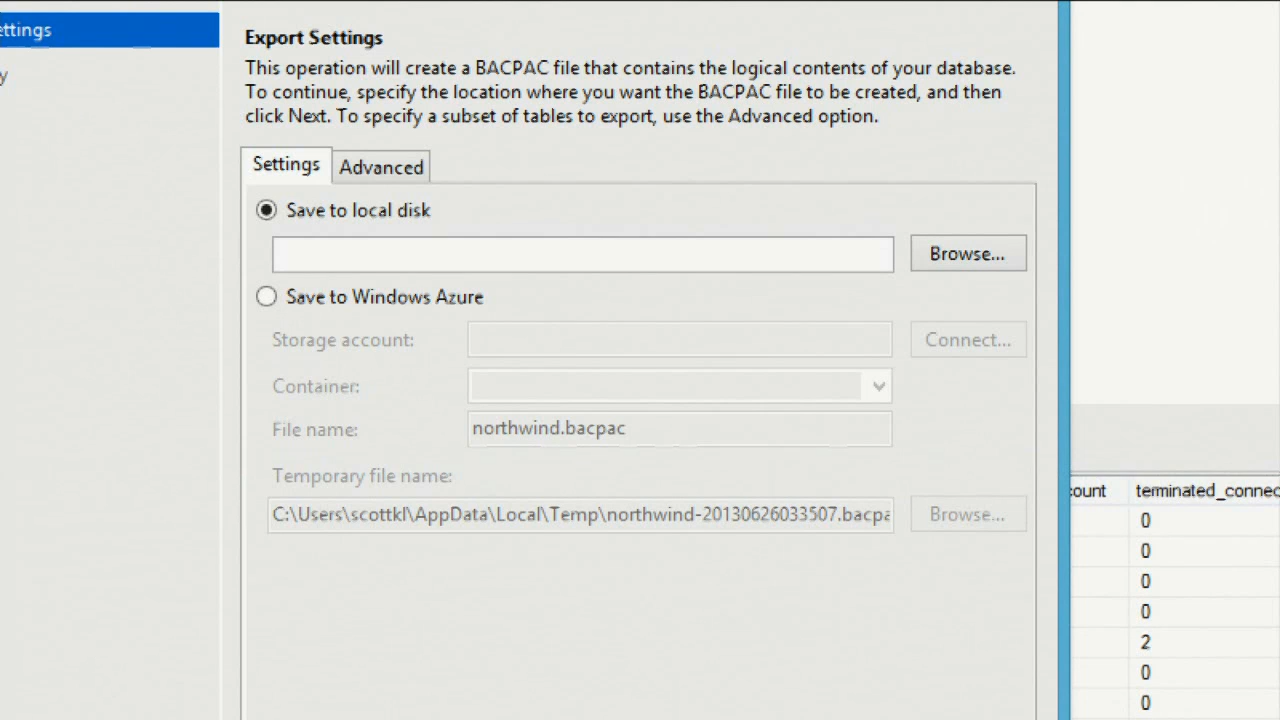 ettings
y
Export Settings
This operation will create a BACPAC file that contains the logical contents of your database.
To continue, specify the location where you want the BACPAC file to be created, and then
click Next. To specify a subset of tables to export, use the Advanced option.
Settings
Advanced
Save to local disk
Browse...
Save to Windows Azure
Storage account:
Connect...
Container:
File name:
northwind.bacpac
Temporary file name:
C:\Users\scottkl\AppData\Local\Temp\northwind-20130626033507.bacpa
Browse...
count terminated_connec
0
0
0
0
2
0
0